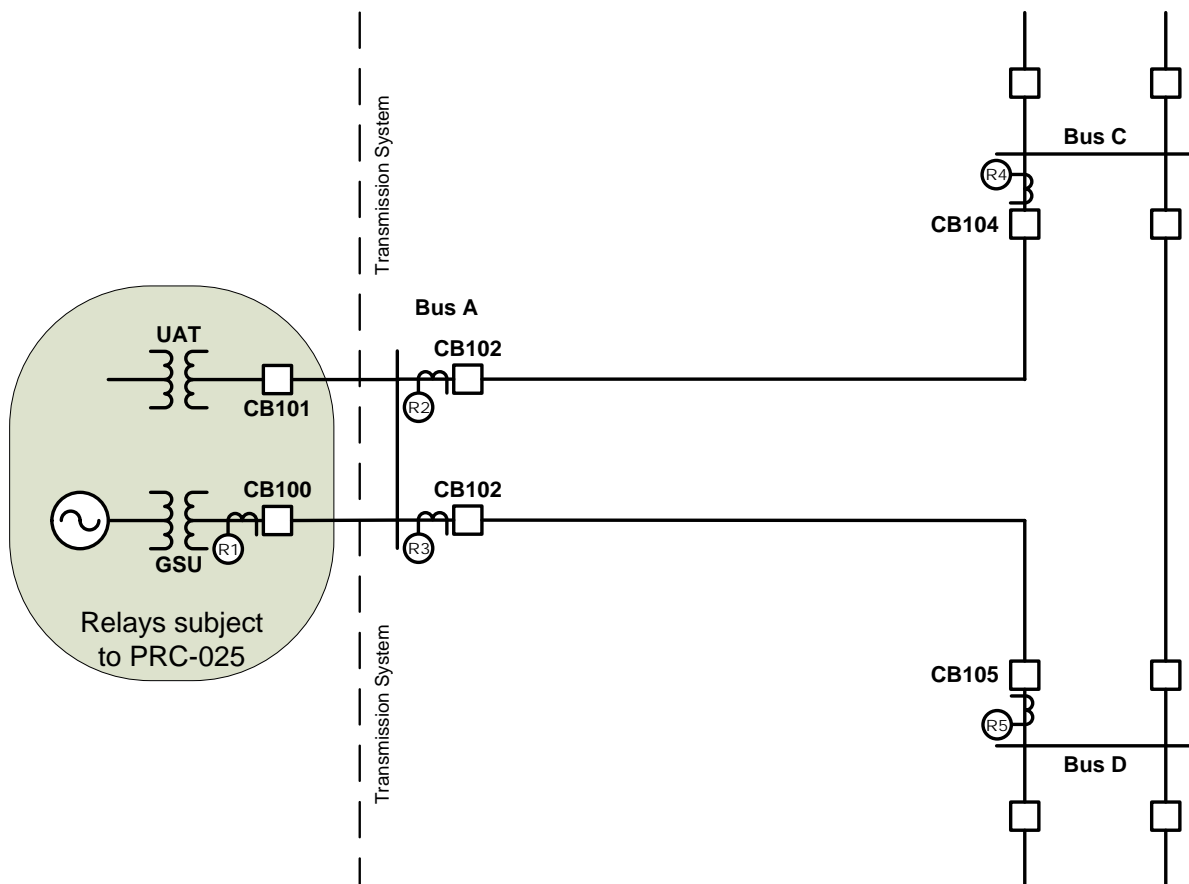 Transmission System
Bus C
R4
CB104
Bus A
UAT
CB102
CB101
R2
CB100
CB102
R1
R3
GSU
Relays subject
to PRC-025
Transmission System
CB105
R5
Bus D